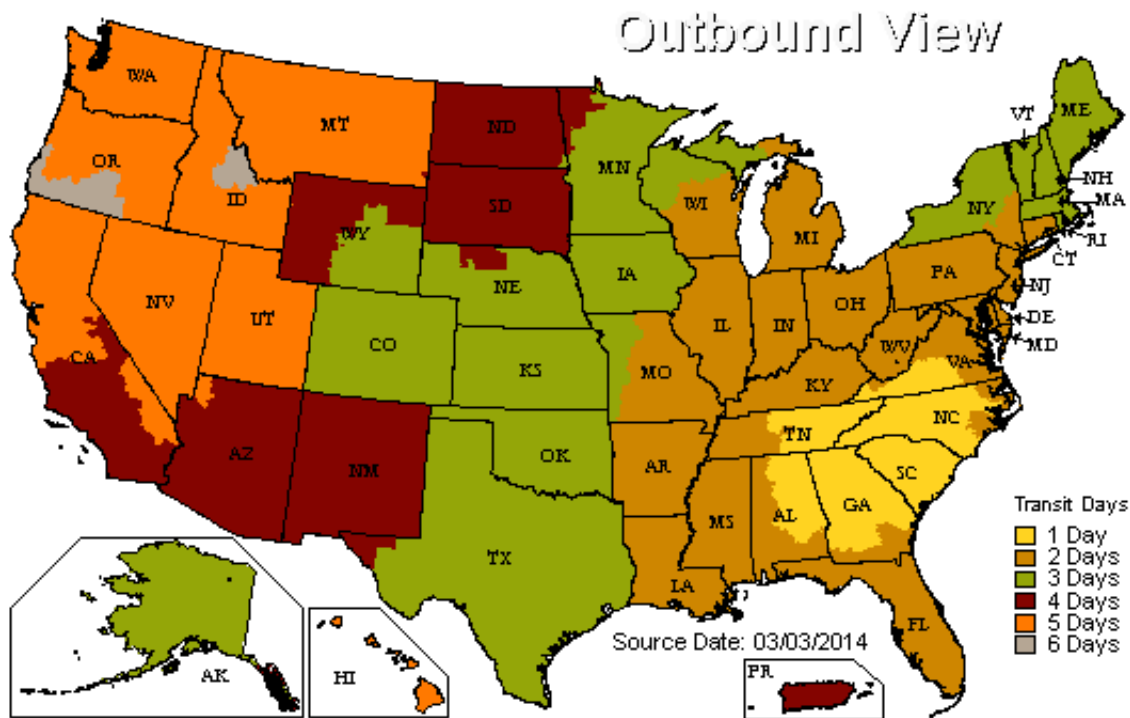 Outbound View
WA
MT
ND
MN
VT
ME
OR
ID
SD
WI
MI
NY
NH
MA
RI
CT
WY
NE
IA
PA
NJ
DE
MD
NV
UT
CO
KS
MO
IL
IN
OH
WV
VA
KY
CA
AZ
NM
OK
AR
TN
NC
SC
TX
LA
MS
AL
GA
FL
AK
HI
PR
Transit Days
1 Day
2 Days
3 Days
4 Days
5 Days
6 Days
Source Date: 03/03/2014